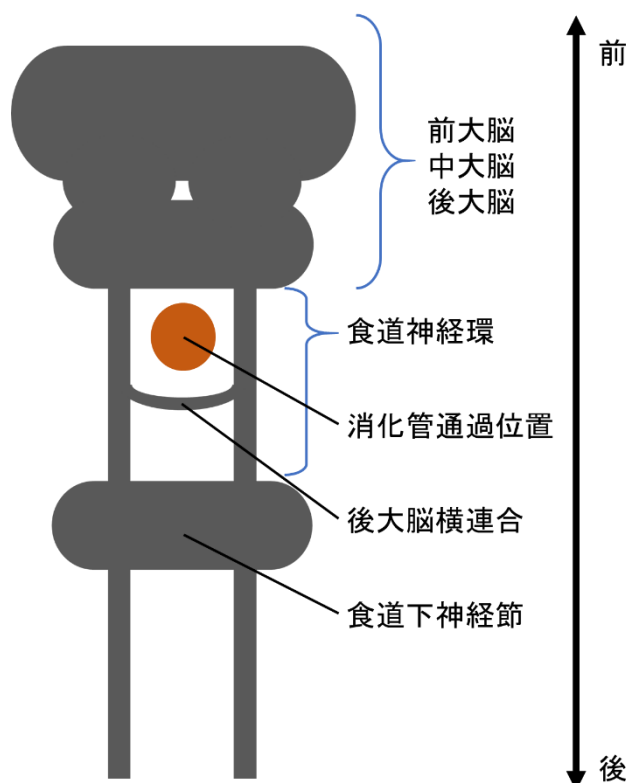 前
前大脳
中大脳
後大脳
食道神経環
消化管通過位置
後大脳横連合
食道下神経節
後